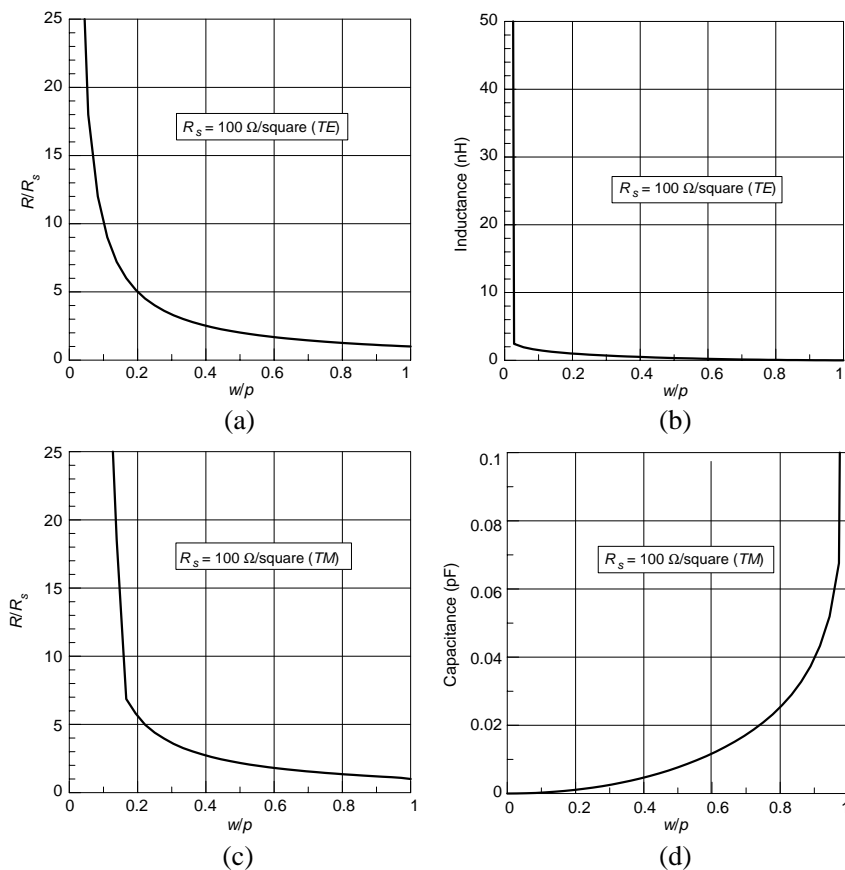 25
20
15
10
5
0
R/Rs
Rs = 100 Ω/square (TE)
0 0.2 0.4 0.6 0.8 1
w/p
(a)
50
40
30
20
10
0
Inductance (nH)
Rs = 100 Ω/square (TE)
0 0.2 0.4 0.6 0.8 1
w/p
(b)
25
20
15
10
5
0
R/Rs
Rs = 100 Ω/square (TM)
0 0.2 0.4 0.6 0.8 1
w/p
(c)
0.1
0.08
0.06
0.04
0.02
0
Capacitance (pF)
Rs = 100 Ω/square (TM)
0 0.2 0.4 0.6 0.8 1
w/p
(d)